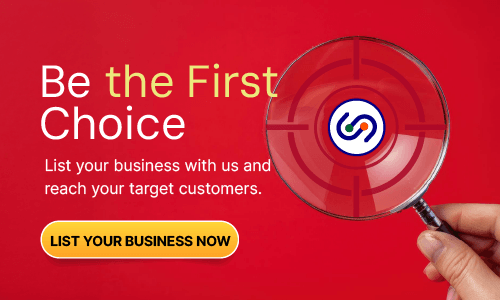 Be the First
Choice
List your business with us and
reach your target customers.
LIST YOUR BUSINESS NOW